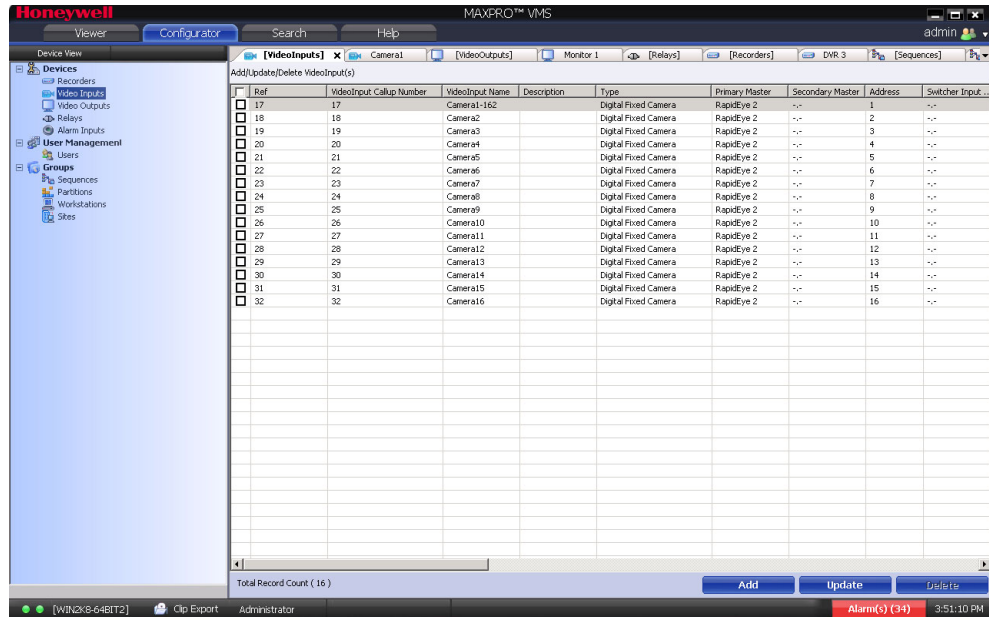 Honeywell MAXPRO™ VMS
Viewer Configurator Search Help admin
Device View
Devices
Recorders
Video Inputs
Video Outputs
Relays
Alarm Inputs
User Management
Users
Groups
Sequences
Partitions
Workstations
Sites
[VideoInputs] X Camera1 [VideoOutputs] Monitor 1 [Relays] [Recorders] DVR 3 [Sequences]
Add/Update/Delete VideoInput(s)
Ref VideoInput Callup Number VideoInput Name Description Type Primary Master Secondary Master Address Switcher Input ..
17 17 Camera1-162 Digital Fixed Camera RapidEye 2 -.- 1 -.-
18 18 Camera2 Digital Fixed Camera RapidEye 2 -.- 2 -.-
19 19 Camera3 Digital Fixed Camera RapidEye 2 -.- 3 -.-
20 20 Camera4 Digital Fixed Camera RapidEye 2 -.- 4 -.-
21 21 Camera5 Digital Fixed Camera RapidEye 2 -.- 5 -.-
22 22 Camera6 Digital Fixed Camera RapidEye 2 -.- 6 -.-
23 23 Camera7 Digital Fixed Camera RapidEye 2 -.- 7 -.-
24 24 Camera8 Digital Fixed Camera RapidEye 2 -.- 8 -.-
25 25 Camera9 Digital Fixed Camera RapidEye 2 -.- 9 -.-
26 26 Camera10 Digital Fixed Camera RapidEye 2 -.- 10 -.-
27 27 Camera11 Digital Fixed Camera RapidEye 2 -.- 11 -.-
28 28 Camera12 Digital Fixed Camera RapidEye 2 -.- 12 -.-
29 29 Camera13 Digital Fixed Camera RapidEye 2 -.- 13 -.-
30 30 Camera14 Digital Fixed Camera RapidEye 2 -.- 14 -.-
31 31 Camera15 Digital Fixed Camera RapidEye 2 -.- 15 -.-
32 32 Camera16 Digital Fixed Camera RapidEye 2 -.- 16 -.-
Total Record Count ( 16 ) Add Update Delete
[WIN2K8-64BIT2] Clip Export Administrator Alarm(s) (34) 3:51:10 PM